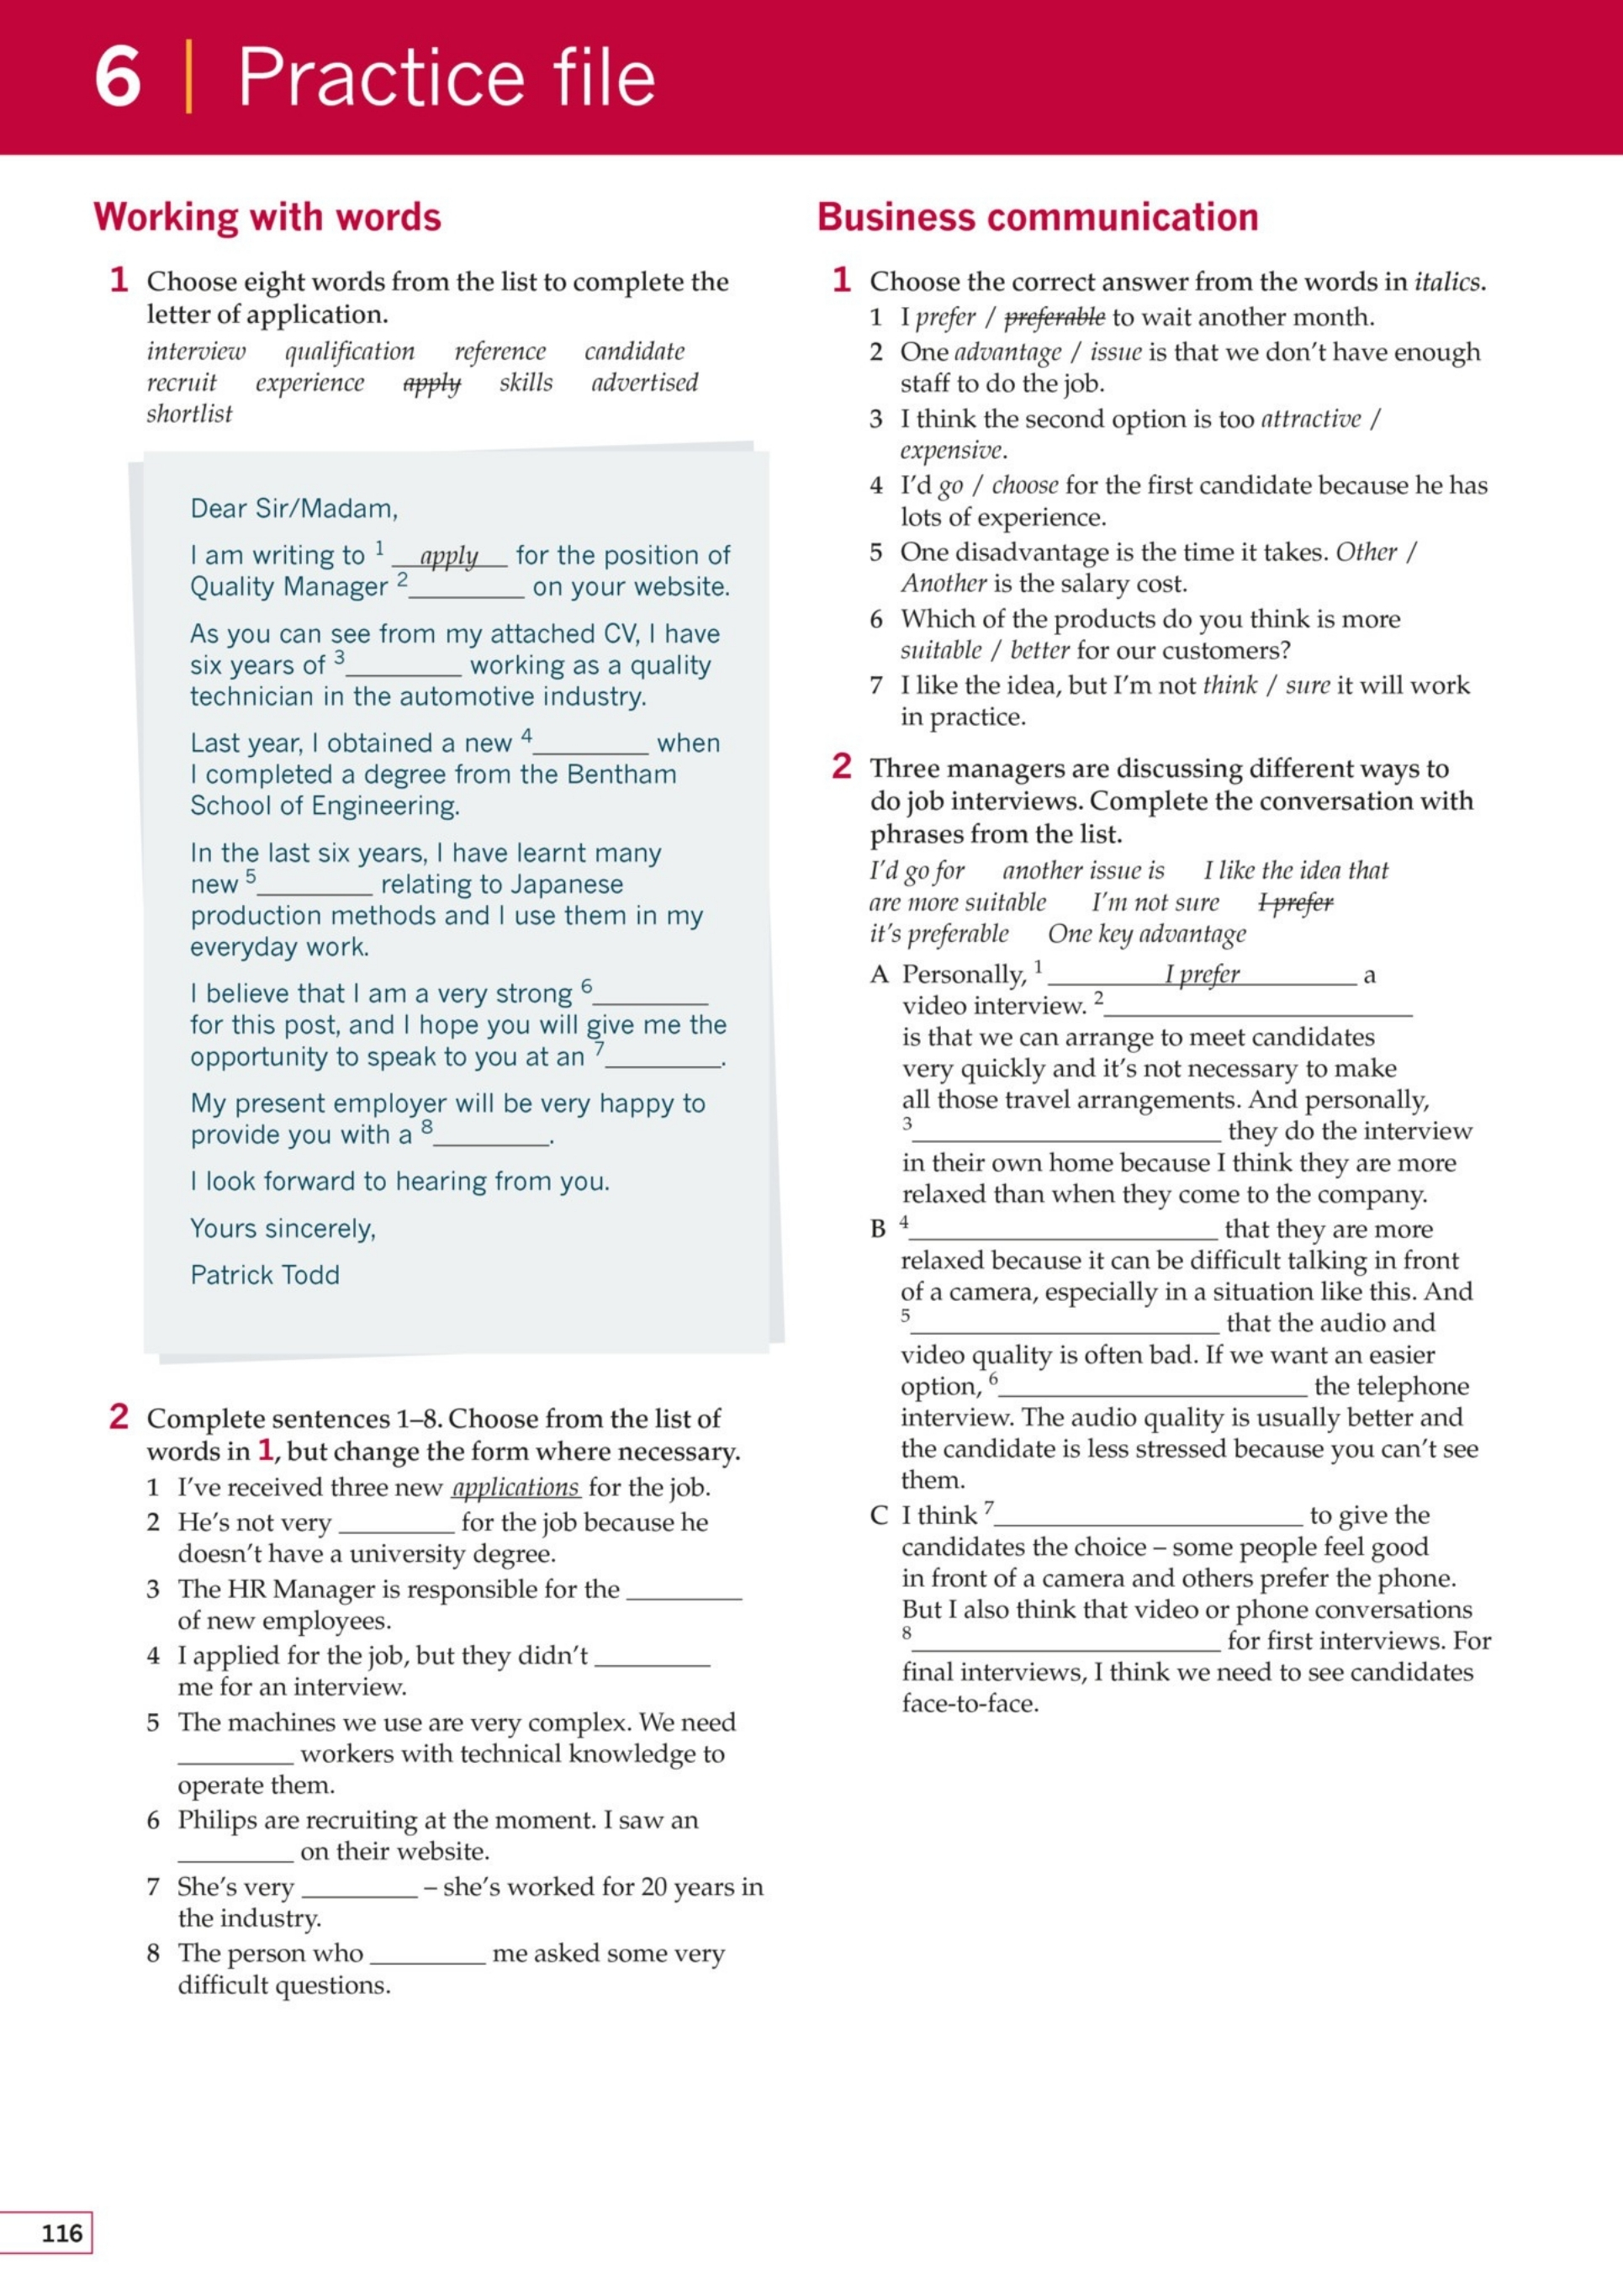 6 | Practice file
Working with words
1 Choose eight words from the list to complete the
letter of application.
interview qualification reference candidate
recruit experience apply skills advertised
shortlist
Dear Sir/Madam,
I am writing to 1 apply for the position of
Quality Manager 2__________ on your website.
As you can see from my attached CV, I have
six years of 3__________ working as a quality
technician in the automotive industry.
Last year, I obtained a new 4__________ when
I completed a degree from the Bentham
School of Engineering.
In the last six years, I have learnt many
new 5__________ relating to Japanese
production methods and I use them in my
everyday work.
I believe that I am a very strong 6__________
for this post, and I hope you will give me the
opportunity to speak to you at an 7__________.
My present employer will be very happy to
provide you with a 8__________.
I look forward to hearing from you.
Yours sincerely,
Patrick Todd
2 Complete sentences 1–8. Choose from the list of
words in 1, but change the form where necessary.
1 I've received three new applications for the job.
2 He's not very __________ for the job because he
doesn't have a university degree.
3 The HR Manager is responsible for the __________
of new employees.
4 I applied for the job, but they didn't __________
me for an interview.
5 The machines we use are very complex. We need
__________ workers with technical knowledge to
operate them.
6 Philips are recruiting at the moment. I saw an
__________ on their website.
7 She's very __________ – she's worked for 20 years in
the industry.
8 The person who __________ me asked some very
difficult questions.
Business communication
1 Choose the correct answer from the words in italics.
1 I prefer / preferable to wait another month.
2 One advantage / issue is that we don't have enough
staff to do the job.
3 I think the second option is too attractive /
expensive.
4 I'd go / choose for the first candidate because he has
lots of experience.
5 One disadvantage is the time it takes. Other /
Another is the salary cost.
6 Which of the products do you think is more
suitable / better for our customers?
7 I like the idea, but I'm not think / sure it will work
in practice.
2 Three managers are discussing different ways to
do job interviews. Complete the conversation with
phrases from the list.
I'd go for another issue is I like the idea that
are more suitable I'm not sure I prefer
it's preferable One key advantage
A Personally, 1 I prefer a
video interview. 2__________
is that we can arrange to meet candidates
very quickly and it's not necessary to make
all those travel arrangements. And personally,
3__________ they do the interview
in their own home because I think they are more
relaxed than when they come to the company.
B 4__________ that they are more
relaxed because it can be difficult talking in front
of a camera, especially in a situation like this. And
5__________ that the audio and
video quality is often bad. If we want an easier
option, 6__________ the telephone
interview. The audio quality is usually better and
the candidate is less stressed because you can't see
them.
C I think 7__________ to give the
candidates the choice – some people feel good
in front of a camera and others prefer the phone.
But I also think that video or phone conversations
8__________ for first interviews. For
final interviews, I think we need to see candidates
face-to-face.
116